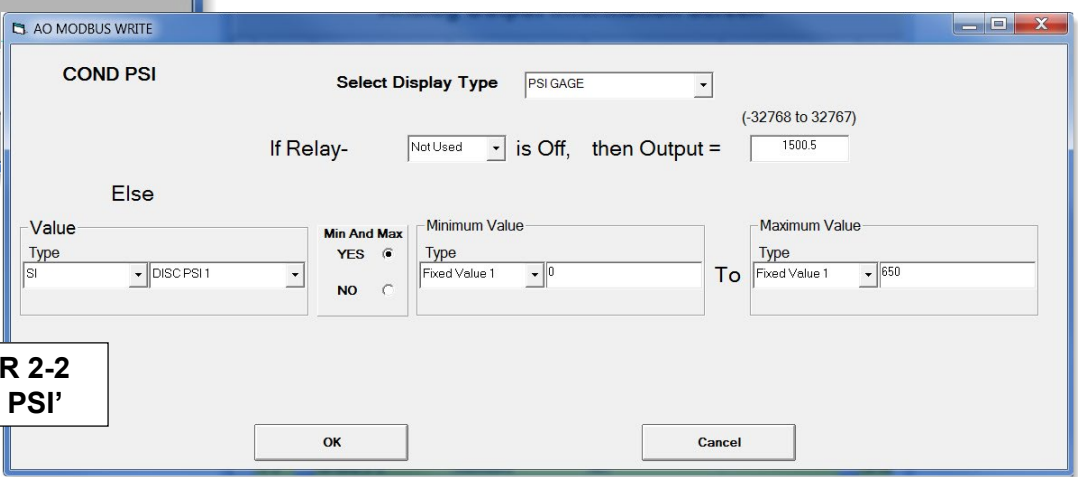 AO MODBUS WRITE
COND PSI
Select Display Type PSI GAGE
(-32768 to 32767)
If Relay- Not Used is Off, then Output = 1500.5
Else
Value
Type
SI DISC PSI 1
Min And Max
YES
NO
Minimum Value
Type
Fixed Value 1 0
To
Maximum Value
Type
Fixed Value 1 650
R 2-2
PSI’
OK Cancel